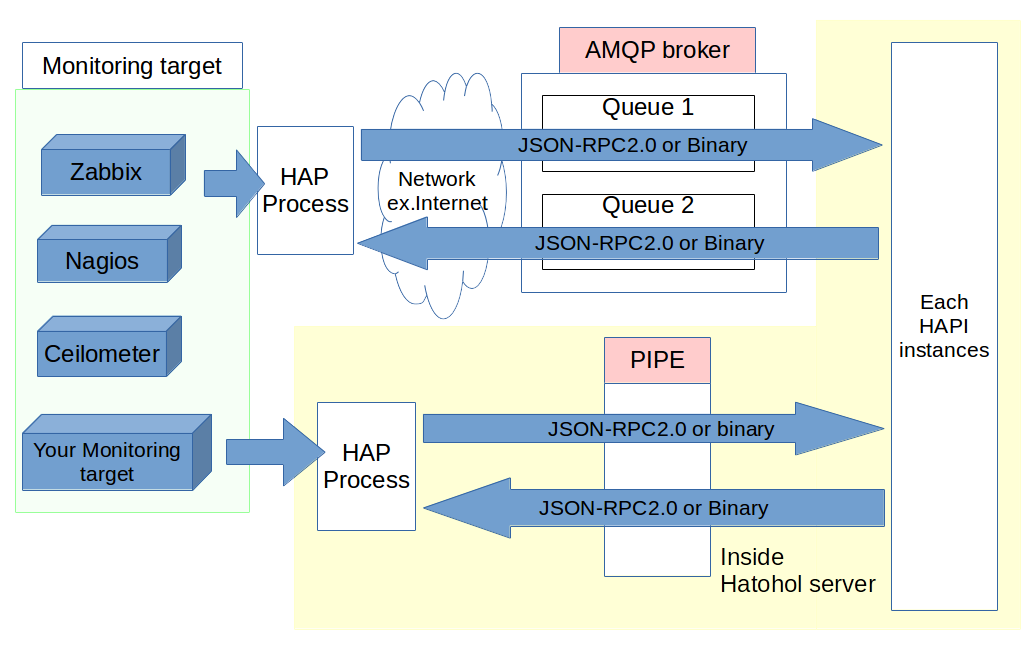 Monitoring target
Zabbix
Nagios
Ceilometer
Your Monitoring
target
HAP
Process
Network
ex.Internet
AMQP broker
Queue 1
JSON-RPC2.0 or Binary
Queue 2
JSON-RPC2.0 or Binary
HAP
Process
PIPE
JSON-RPC2.0 or binary
JSON-RPC2.0 or Binary
Inside
Hatohol server
Each
HAPI
instances